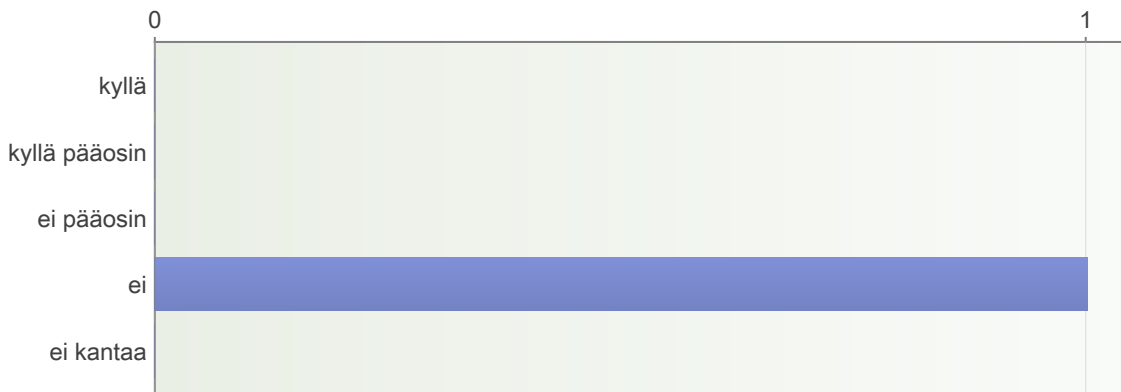 0 1
kyllä
kyllä pääosin
ei pääosin
ei
ei kantaa